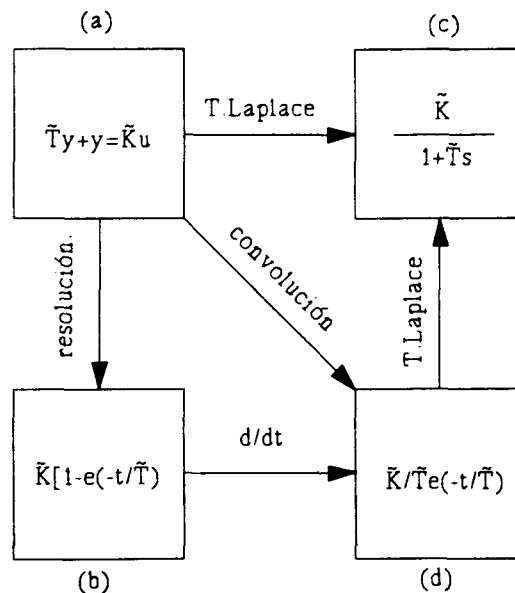 (a)
(c)
T̃y+y=K̃u
T.Laplace
K̃
1+T̃s
resolución.
convolución
T.Laplace
K̃[1-e(-t/T̃)
d/dt
K̃/T̃e(-t/T̃)
(b)
(d)